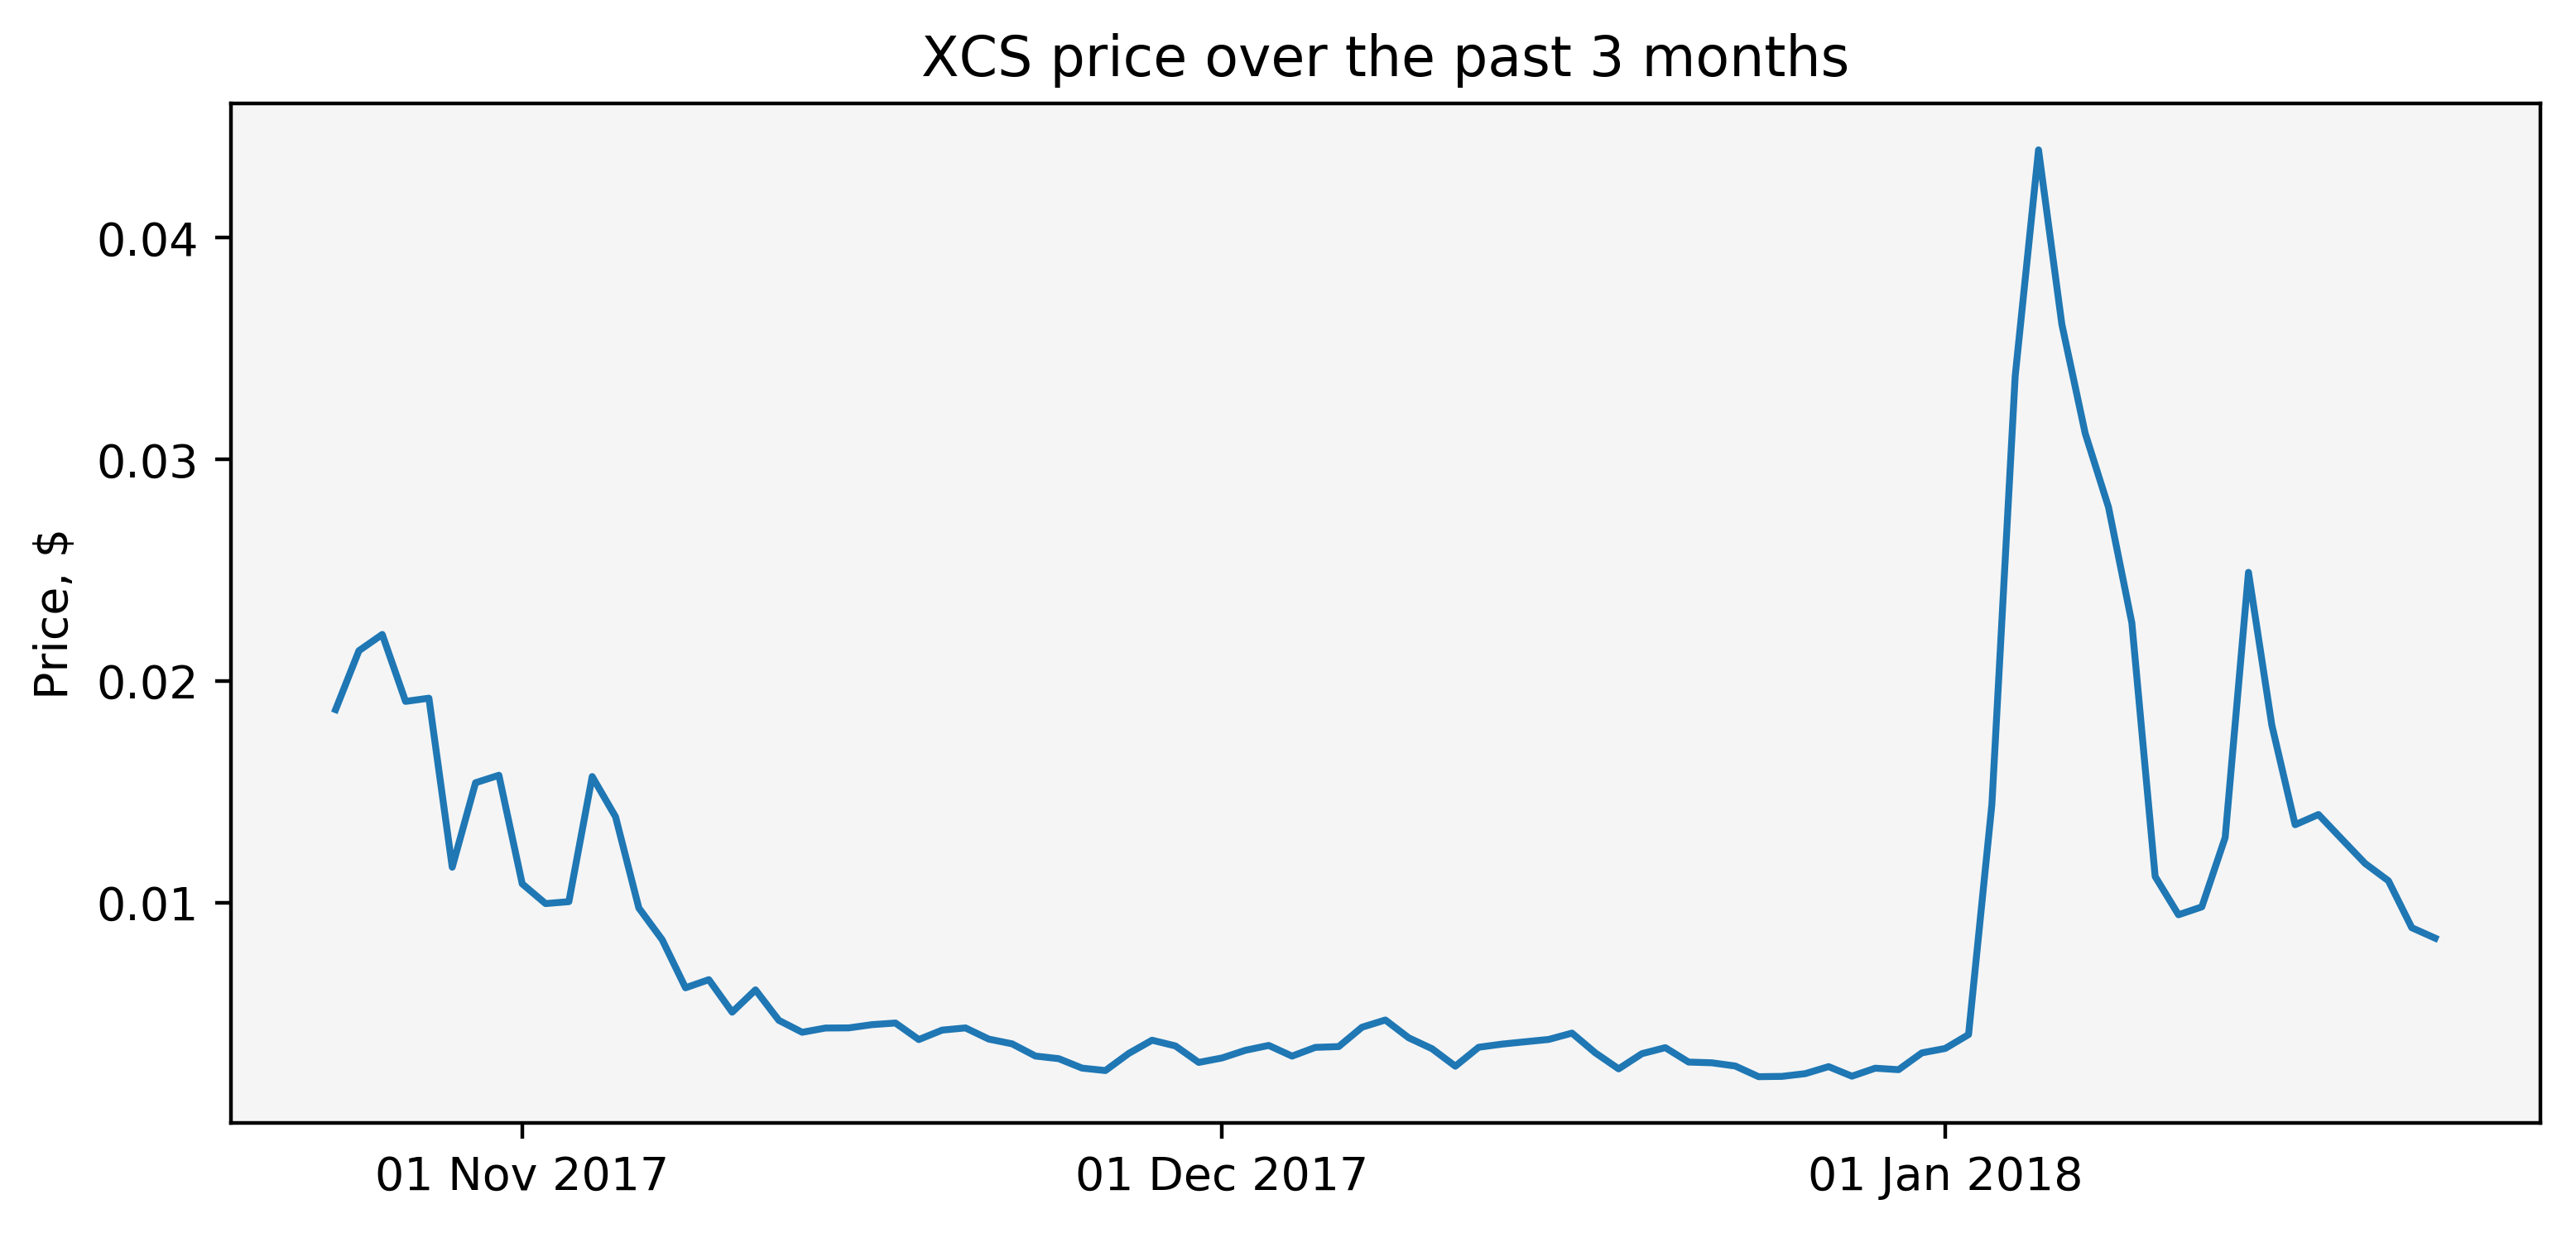 XCS price over the past 3 months
Price, $
0.04
0.03
0.02
0.01
01 Nov 2017
01 Dec 2017
01 Jan 2018